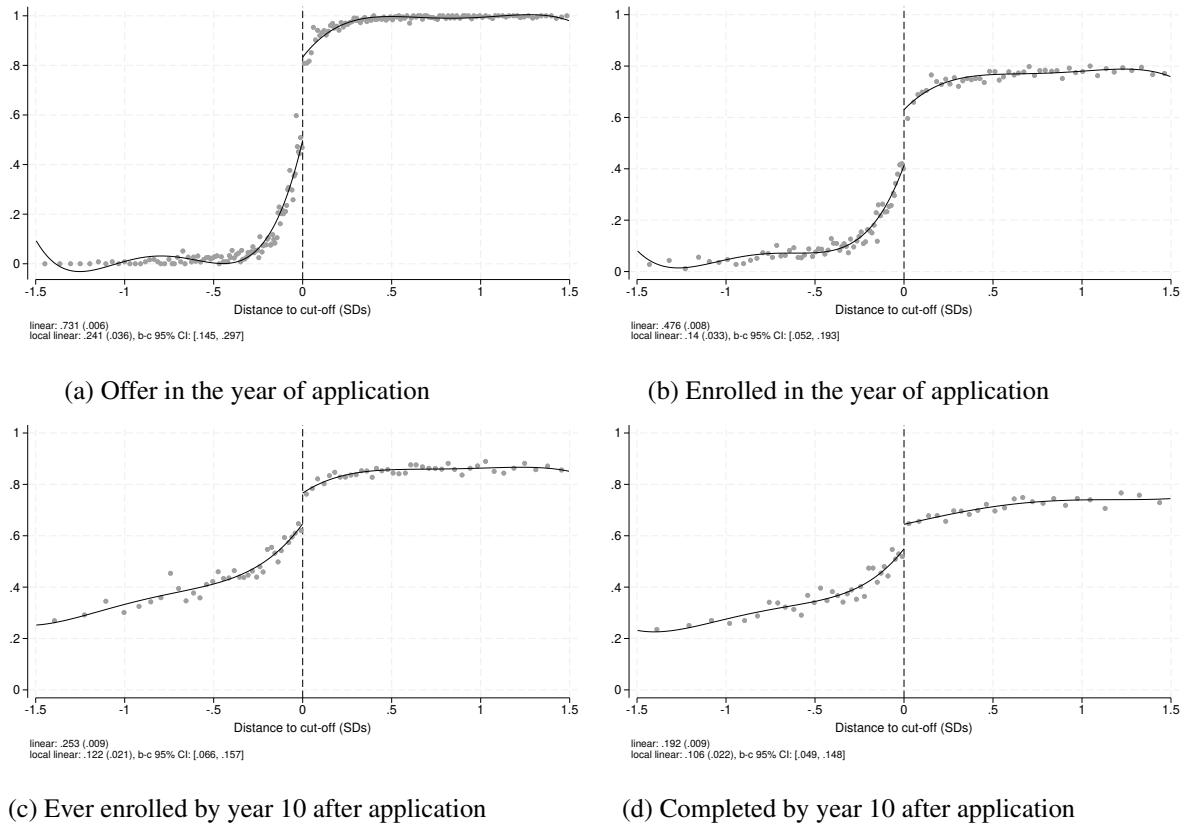 1
.8
.6
.4
.2
0
-1.5 -1 -.5 0 .5 1 1.5
Distance to cut-off (SDs)
linear: .731 (.006)
local linear: .241 (.036), b-c 95% CI: [.145, .297]
(a) Offer in the year of application
1
.8
.6
.4
.2
0
-1.5 -1 -.5 0 .5 1 1.5
Distance to cut-off (SDs)
linear: .476 (.008)
local linear: .14 (.033), b-c 95% CI: [.052, .193]
(b) Enrolled in the year of application
1
.8
.6
.4
.2
0
-1.5 -1 -.5 0 .5 1 1.5
Distance to cut-off (SDs)
linear: .253 (.009)
local linear: .122 (.021), b-c 95% CI: [.066, .157]
(c) Ever enrolled by year 10 after application
1
.8
.6
.4
.2
0
-1.5 -1 -.5 0 .5 1 1.5
Distance to cut-off (SDs)
linear: .192 (.009)
local linear: .106 (.022), b-c 95% CI: [.049, .148]
(d) Completed by year 10 after application